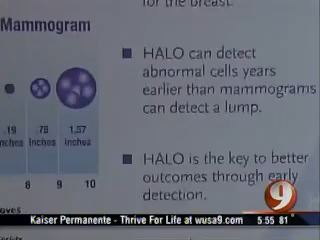 for the breast.
Mammogram
HALO can detect
abnormal cells years
earlier than mammograms
can detect a lump.
.19 .78 1.57
Inches Inches Inches
8 9 10
HALO is the key to better
outcomes through early
detection.
9
Kaiser Permanente - Thrive For Life at wusa9.com 5:55 81